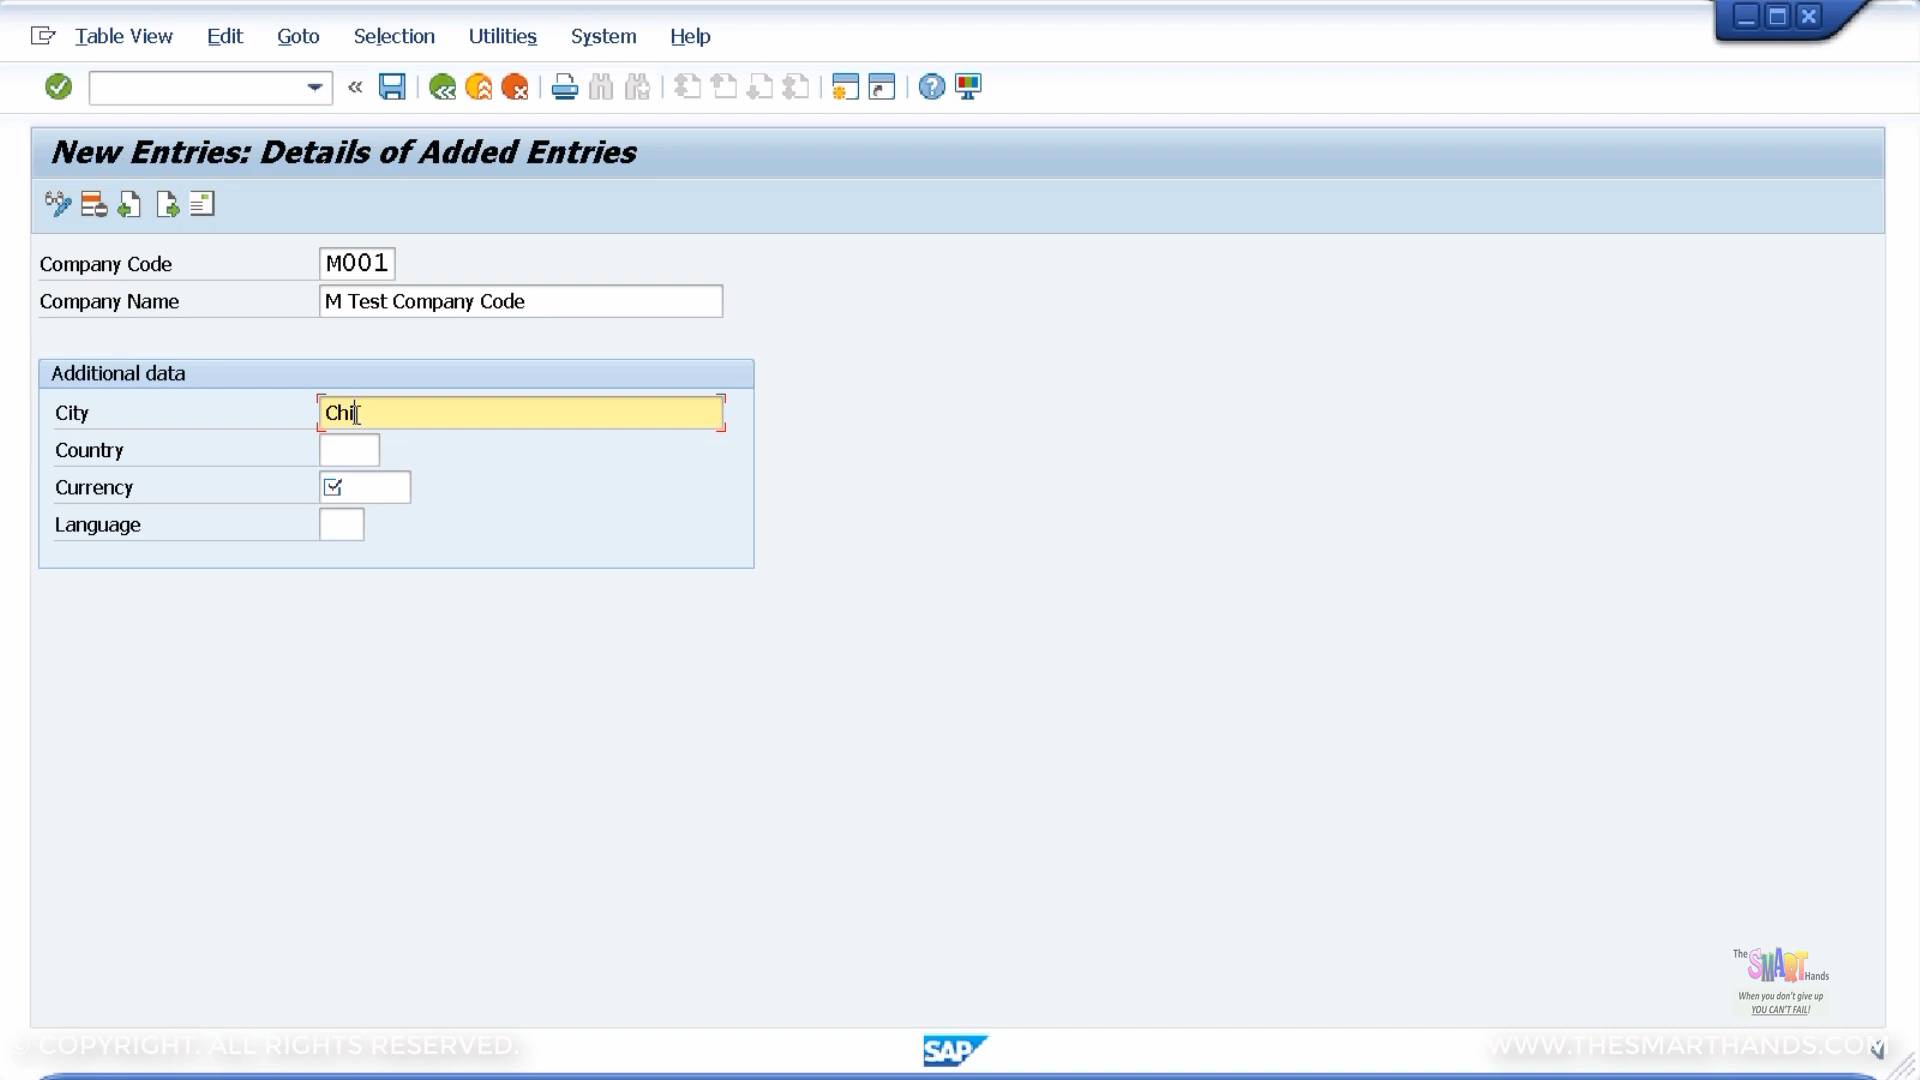 Table View Edit Goto Selection Utilities System Help
New Entries: Details of Added Entries
Company Code M001
Company Name M Test Company Code
Additional data
City Chi
Country
Currency
Language
The SMART Hands
When you don't give up
YOU CAN'T FAIL!
© COPYRIGHT. ALL RIGHTS RESERVED.
SAP
WWW.THESMARTHANDS.COM